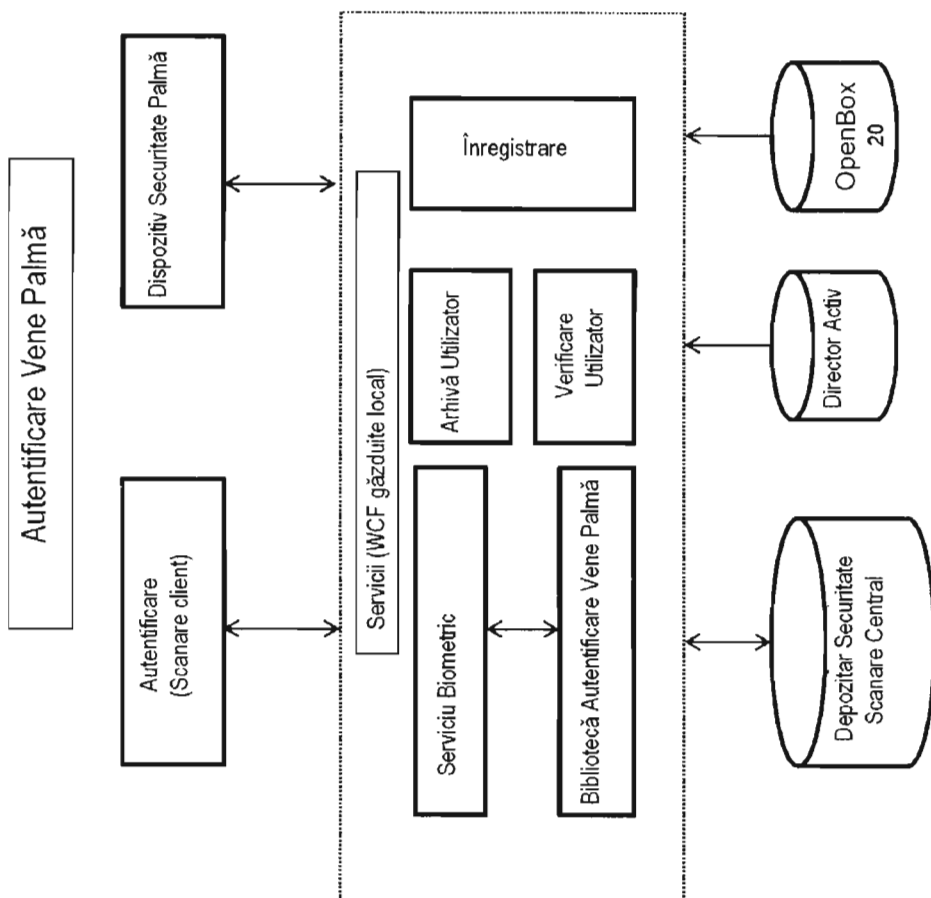 Autentificare Vene Palmă
Autentificare
(Scanare client)
Dispozitiv Securitate Palmă
Servicii (WCF găzduite local)
Serviciu Biometric
Arhivă Utilizator
Înregistrare
Bibliotecă Autentificare Vene Palmă
Verificare
Utilizator
Depozitar Securitate
Scanare Central
Director Activ
OpenBox
20